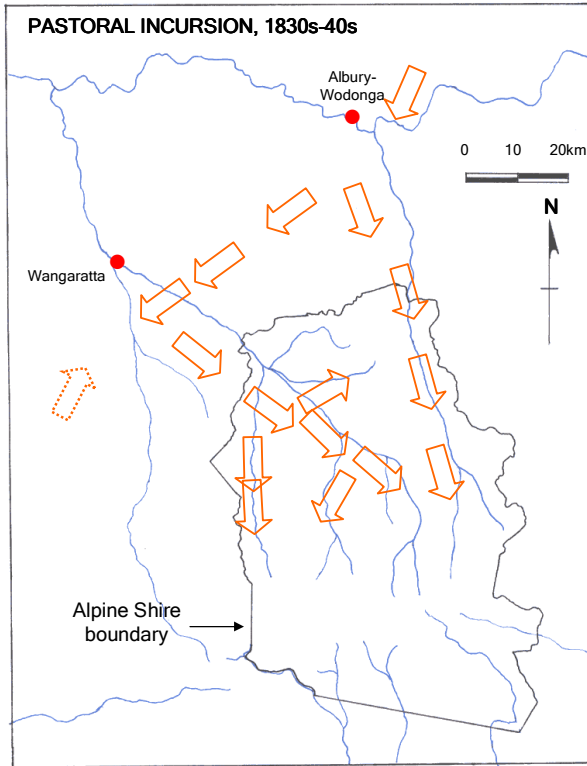 PASTORAL INCURSION, 1830s-40s
Albury-
Wodonga
0 10 20km
N
Wangaratta
Alpine Shire
boundary